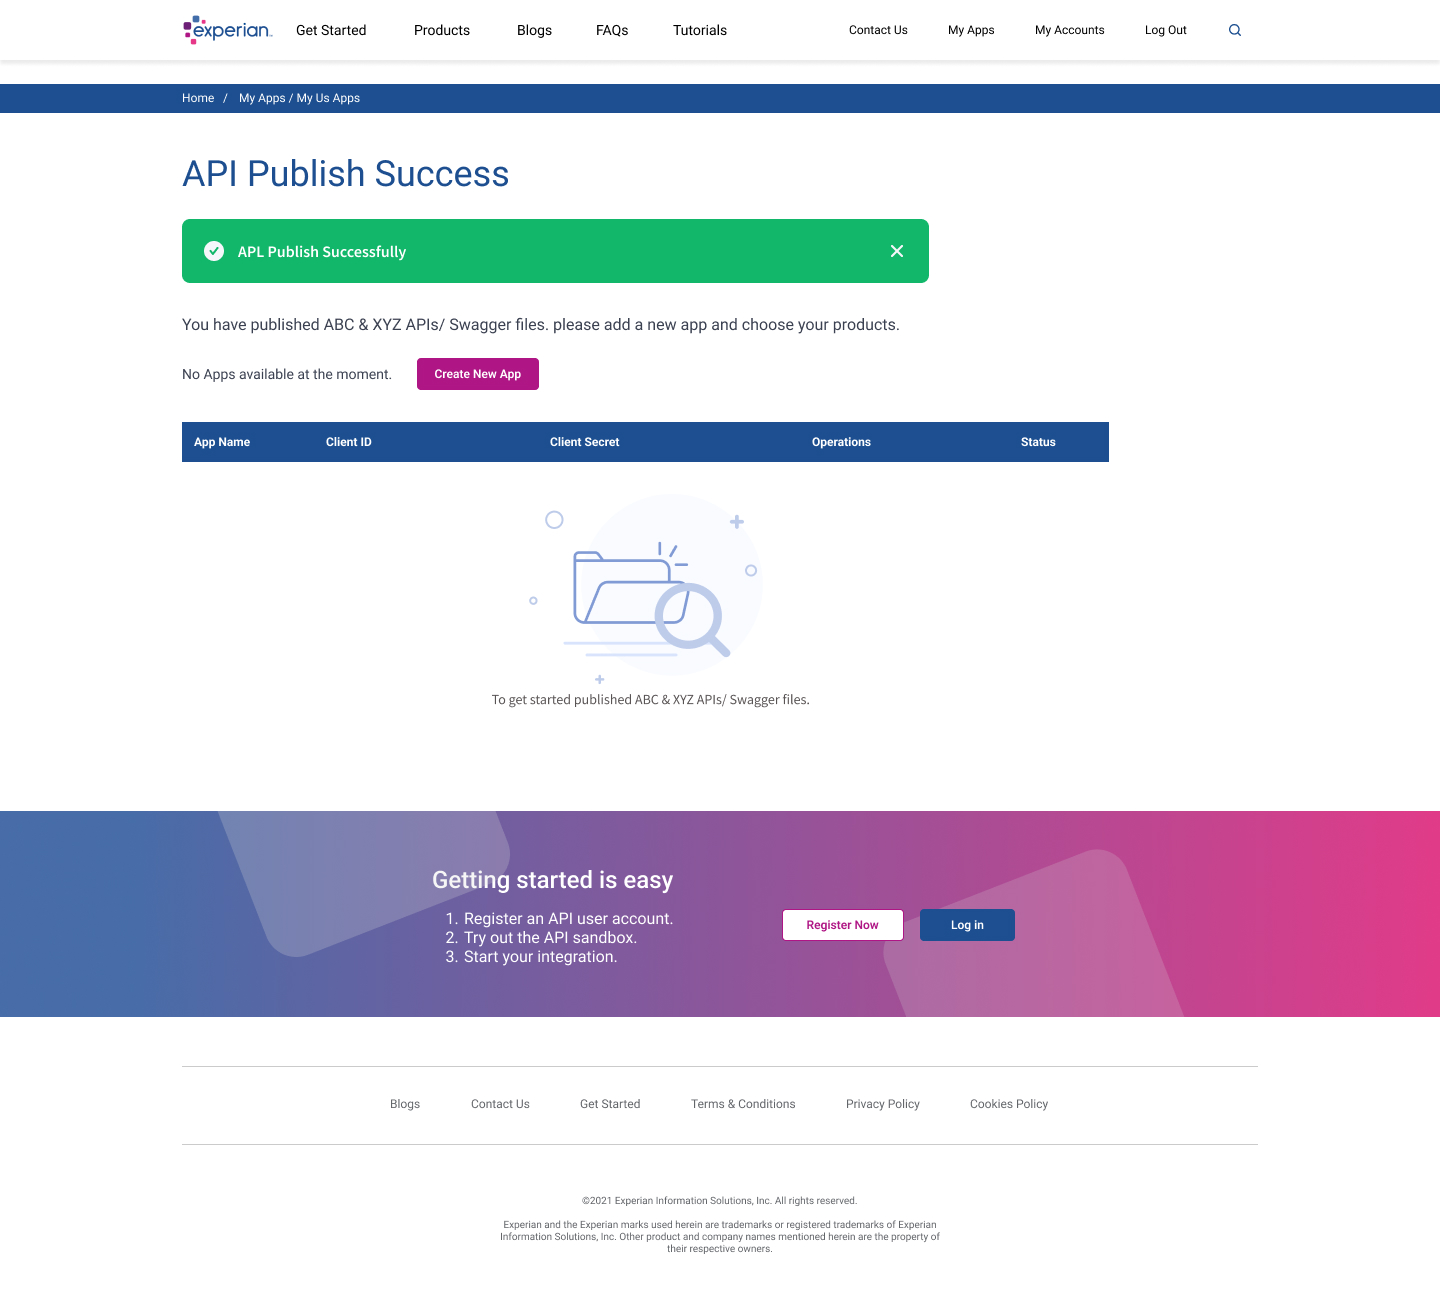 experian™ Get Started Products Blogs FAQs Tutorials Contact Us My Apps My Accounts Log Out
Home / My Apps / My Us Apps
API Publish Success
APL Publish Successfully
You have published ABC & XYZ APIs/ Swagger files. please add a new app and choose your products.
No Apps available at the moment. Create New App
App Name Client ID Client Secret Operations Status
To get started published ABC & XYZ APIs/ Swagger files.
Getting started is easy
1. Register an API user account.
2. Try out the API sandbox.
3. Start your integration.
Register Now Log in
Blogs Contact Us Get Started Terms & Conditions Privacy Policy Cookies Policy
©2021 Experian Information Solutions, Inc. All rights reserved.
Experian and the Experian marks used herein are trademarks or registered trademarks of Experian
Information Solutions, Inc. Other product and company names mentioned herein are the property of
their respective owners.